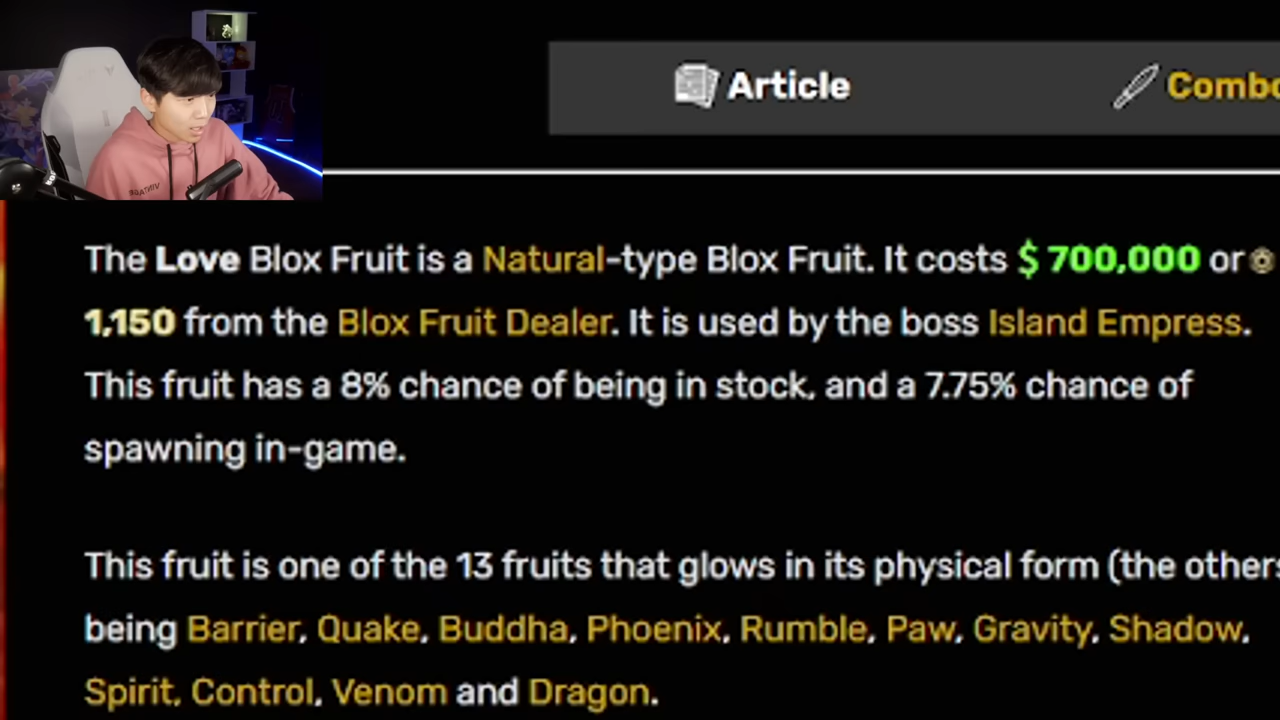 Article
The Love Blox Fruit is a Natural-type Blox Fruit. It costs $ 700,000 or
1,150 from the Blox Fruit Dealer. It is used by the boss Island Empress.
This fruit has a 8% chance of being in stock, and a 7.75% chance of
spawning in-game.
This fruit is one of the 13 fruits that glows in its physical form (the others
being Barrier, Quake, Buddha, Phoenix, Rumble, Paw, Gravity, Shadow,
Spirit, Control, Venom and Dragon.